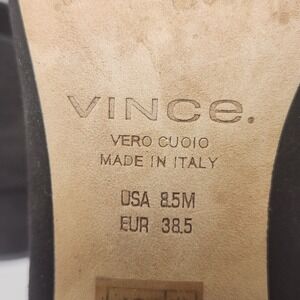 VINCe.
VERO CUOIO
MADE IN ITALY
USA 8.5M
EUR 38.5